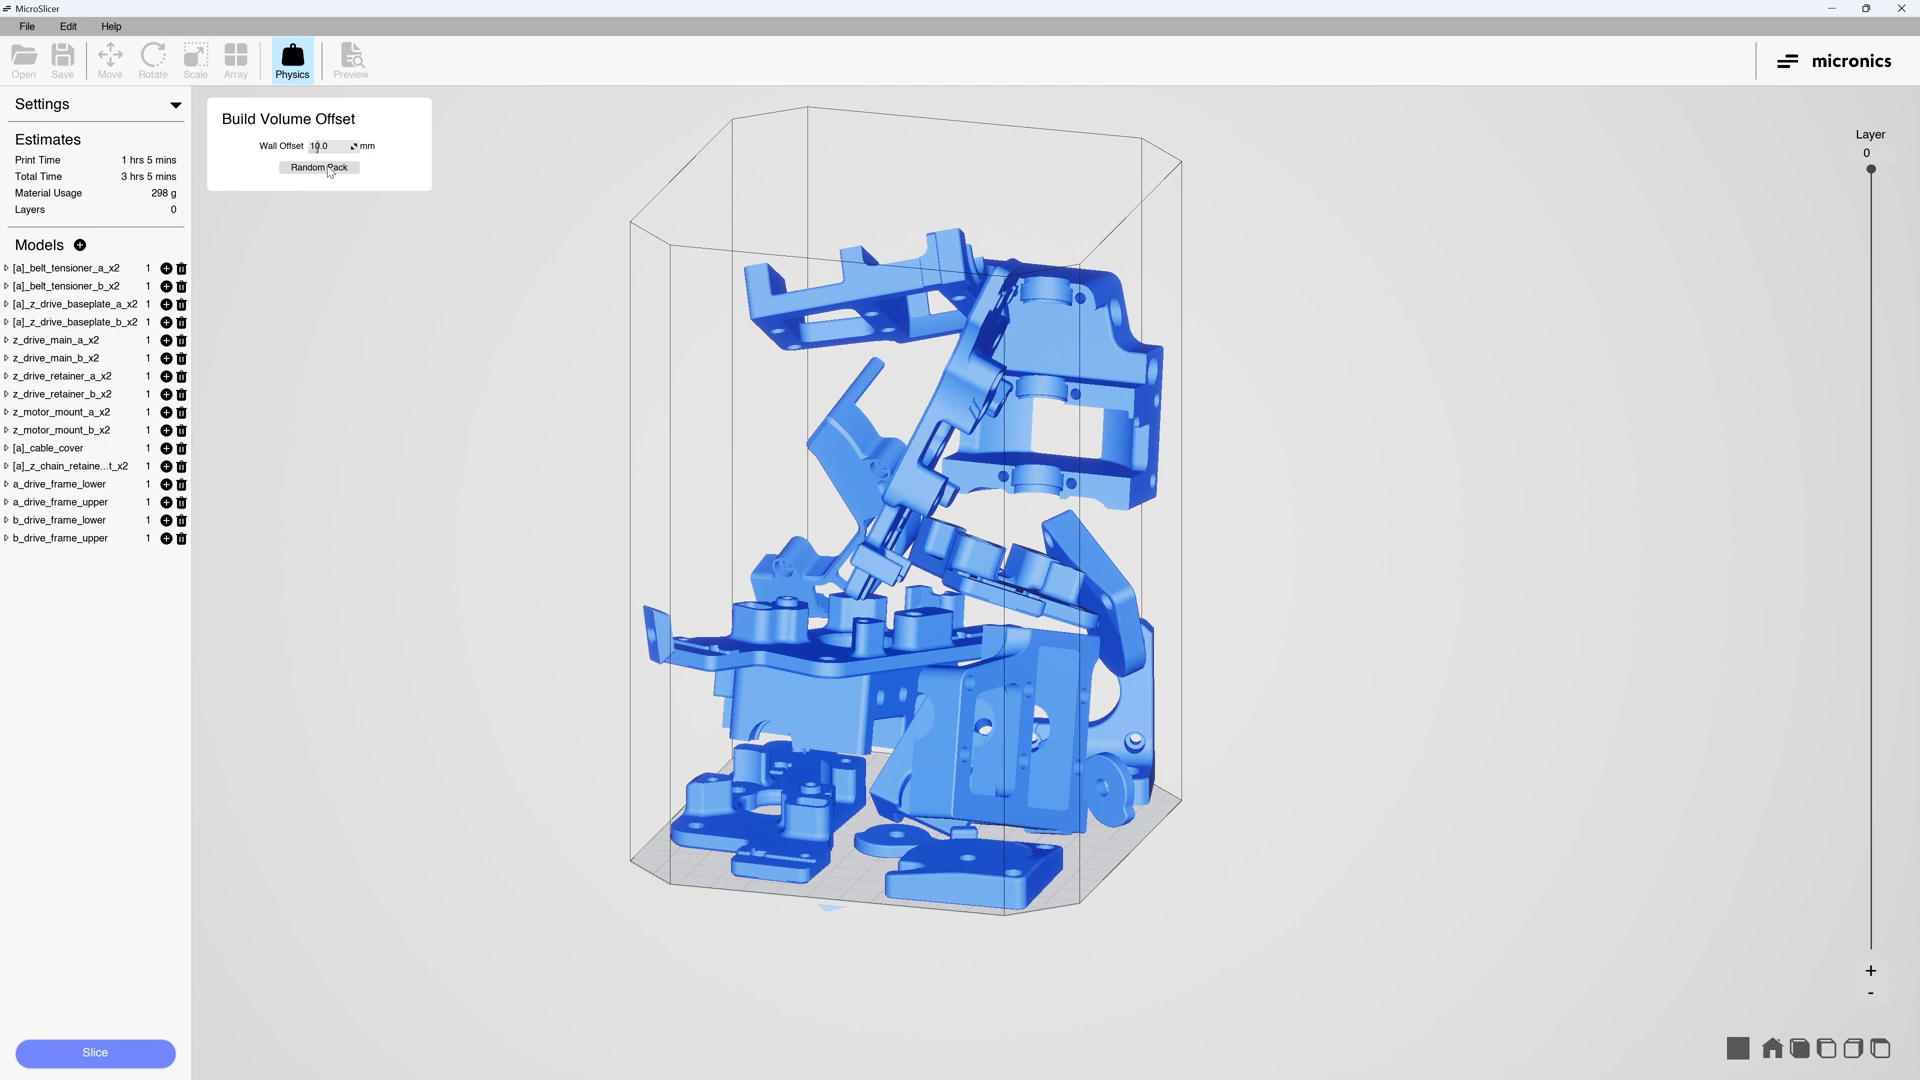 MicroSlicer
File Edit Help
Open Save Move Rotate Scale Array Physics Preview
micronics
Settings
Estimates
Print Time 1 hrs 5 mins
Total Time 3 hrs 5 mins
Material Usage 298 g
Layers 0
Models
[a]_belt_tensioner_a_x2 1
[a]_belt_tensioner_b_x2 1
[a]_z_drive_baseplate_a_x2 1
[a]_z_drive_baseplate_b_x2 1
z_drive_main_a_x2 1
z_drive_main_b_x2 1
z_drive_retainer_a_x2 1
z_drive_retainer_b_x2 1
z_motor_mount_a_x2 1
z_motor_mount_b_x2 1
[a]_cable_cover 1
[a]_z_chain_retaine...t_x2 1
a_drive_frame_lower 1
a_drive_frame_upper 1
b_drive_frame_lower 1
b_drive_frame_upper 1
Slice
Build Volume Offset
Wall Offset 10.0 mm
Random Pack
Layer
0
+
-